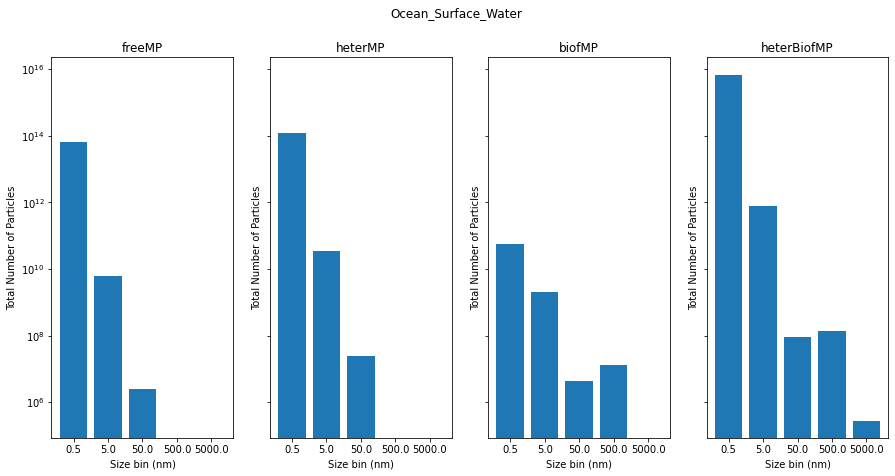 Ocean_Surface_Water
freeMP
heterMP
biofMP
heterBiofMP
Total Number of Particles
10^16
10^14
10^12
10^10
10^8
10^6
0.5 5.0 50.0 500.0 5000.0
Size bin (nm)
Total Number of Particles
0.5 5.0 50.0 500.0 5000.0
Size bin (nm)
Total Number of Particles
0.5 5.0 50.0 500.0 5000.0
Size bin (nm)
Total Number of Particles
0.5 5.0 50.0 500.0 5000.0
Size bin (nm)